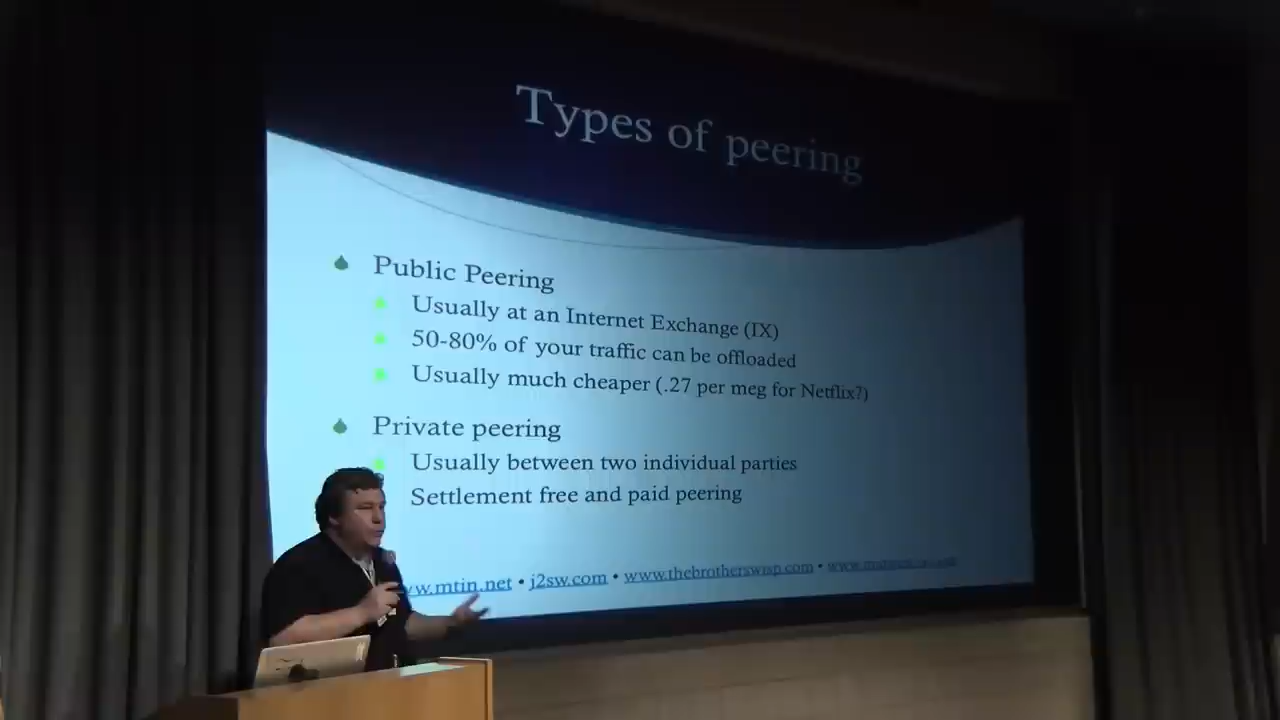 Types of peering
Public Peering
Usually at an Internet Exchange (IX)
50-80% of your traffic can be offloaded
Usually much cheaper (.27 per meg for Netflix?)
Private peering
Usually between two individual parties
Settlement free and paid peering
ww.mtin.net • j2sw.com • www.thebrotherswisp.com •